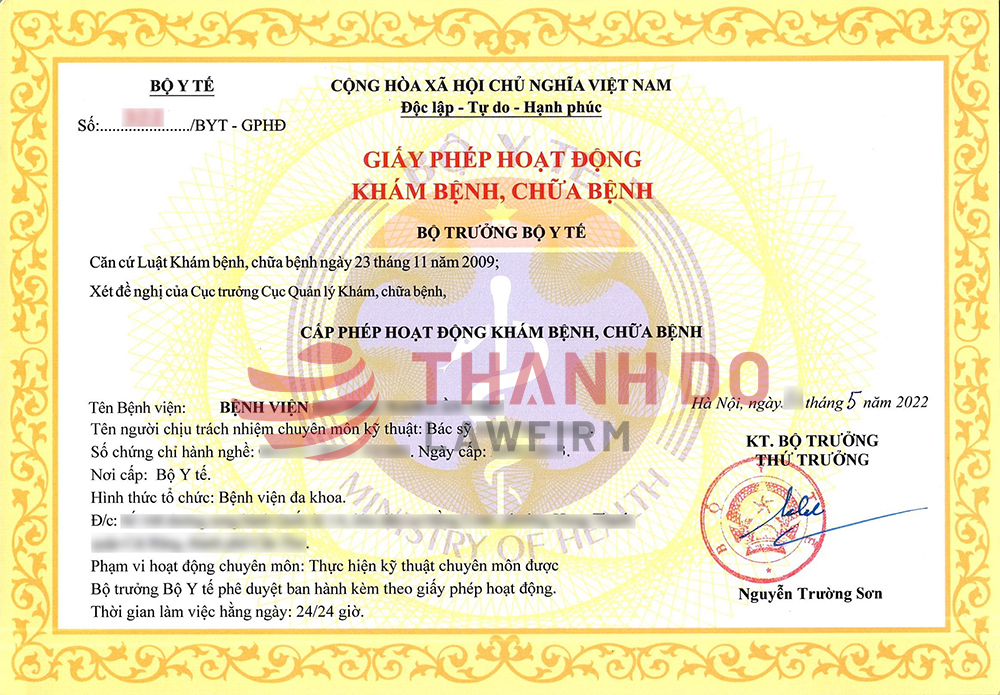 BỘ Y TẾ
CỘNG HÒA XÃ HỘI CHỦ NGHĨA VIỆT NAM
Độc lập - Tự do - Hạnh phúc
Số:......................./BYT - GPHĐ
GIẤY PHÉP HOẠT ĐỘNG
KHÁM BỆNH, CHỮA BỆNH
BỘ Y TẾ
BỘ TRƯỞNG BỘ Y TẾ
Căn cứ Luật Khám bệnh, chữa bệnh ngày 23 tháng 11 năm 2009;
Xét đề nghị của Cục trưởng Cục Quản lý Khám, chữa bệnh,
CẤP PHÉP HOẠT ĐỘNG KHÁM BỆNH, CHỮA BỆNH
THANH DO
LAWFIRM
Tên Bệnh viện: BỆNH VIỆN
Tên người chịu trách nhiệm chuyên môn kỹ thuật: Bác sỹ
Số chứng chỉ hành nghề: . Ngày cấp:
Nơi cấp: Bộ Y tế.
Hình thức tổ chức: Bệnh viện đa khoa.
Đ/c:
Phạm vi hoạt động chuyên môn: Thực hiện kỹ thuật chuyên môn được
Bộ trưởng Bộ Y tế phê duyệt ban hành kèm theo giấy phép hoạt động.
Thời gian làm việc hằng ngày: 24/24 giờ.
MINISTRY OF HEALTH
Hà Nội, ngày. tháng 5 năm 2022
KT. BỘ TRƯỞNG
THỨ TRƯỞNG
BỘ Y TẾ
Nguyễn Trường Sơn